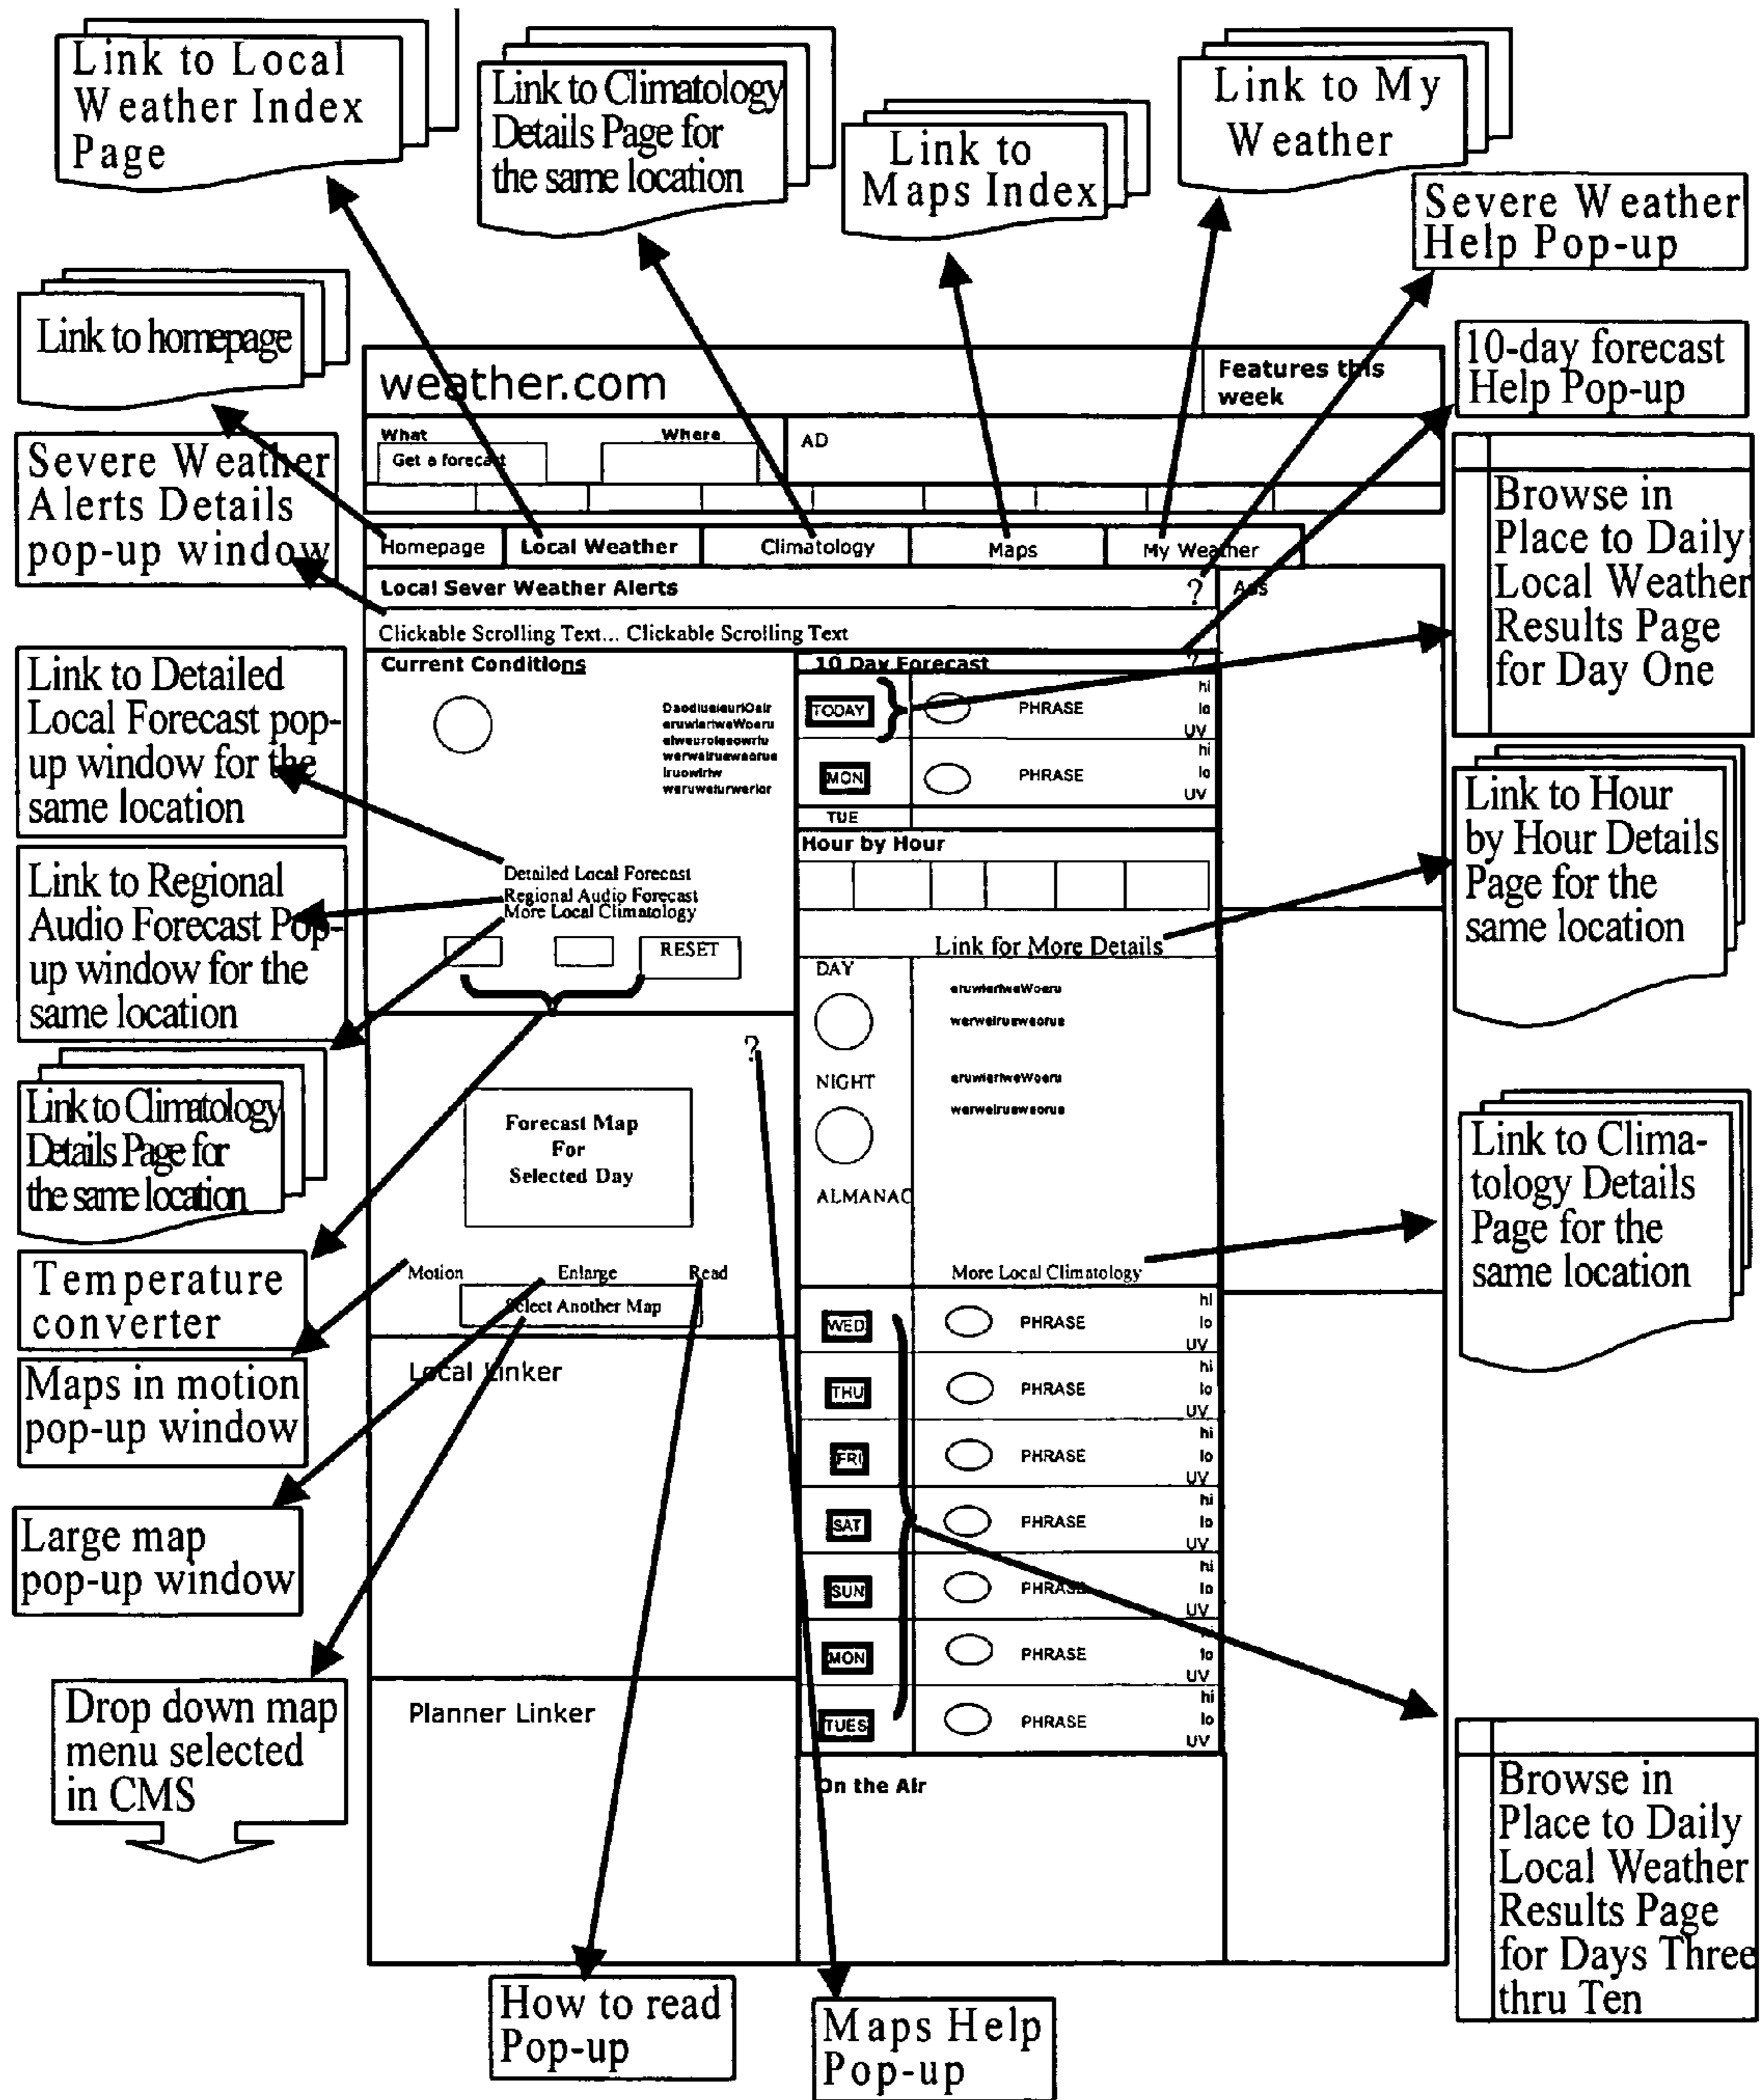 Link to Local
Weather Index
Page
Link to Climatology
Details Page for
the same location
Link to
Maps Index
Link to My
Weather
Severe Weather
Help Pop-up
Link to homepage
10-day forecast
Help Pop-up
weather.com
Features this
week
What
Where
Get a forecast
AD
Severe Weather
Alerts Details
pop-up window
Browse in
Place to Daily
Local Weather
Results Page
for Day One
Homepage
Local Weather
Climatology
Maps
My Weather
Local Sever Weather Alerts
?
Ads
Clickable Scrolling Text... Clickable Scrolling Text
Link to Detailed
Local Forecast pop-
up window for the
same location
Current Conditions
10 Day Forecast
?
TODAY
PHRASE
hi
lo
UV
MON
PHRASE
hi
lo
UV
TUE
Hour by Hour
Link to Hour
by Hour Details
Page for the
same location
Detailed Local Forecast
Regional Audio Forecast
More Local Climatology
Link to Regional
Audio Forecast Pop-
up window for the
same location
RESET
Link for More Details
DAY
?
NIGHT
Forecast Map
For
Selected Day
ALMANAC
Link to Climatology
Details Page for
the same location
Link to Clima-
tology Details
Page for the
same location
Temperature
converter
Motion
Enlarge
Read
Select Another Map
More Local Climatology
Maps in motion
pop-up window
Local Linker
WED
PHRASE
hi
lo
UV
THU
PHRASE
hi
lo
UV
FRI
PHRASE
hi
lo
UV
SAT
PHRASE
hi
lo
UV
SUN
PHRASE
hi
lo
UV
MON
PHRASE
hi
lo
UV
TUES
PHRASE
hi
lo
UV
Large map
pop-up window
Drop down map
menu selected
in CMS
Planner Linker
On the Air
Browse in
Place to Daily
Local Weather
Results Page
for Days Three
thru Ten
How to read
Pop-up
Maps Help
Pop-up